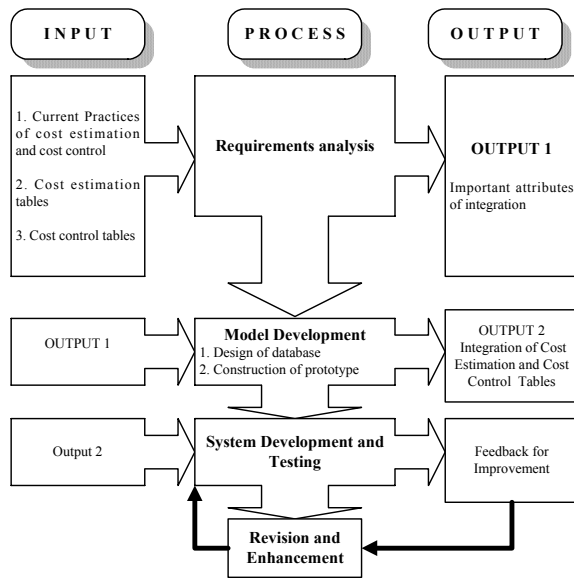 INPUT
PROCESS
OUTPUT
1. Current Practices
of cost estimation
and cost control
2. Cost estimation
tables
3. Cost control tables
Requirements analysis
OUTPUT 1
Important attributes
of integration
OUTPUT 1
Model Development
1. Design of database
2. Construction of prototype
OUTPUT 2
Integration of Cost
Estimation and Cost
Control Tables
Output 2
System Development and
Testing
Feedback for
Improvement
Revision and
Enhancement